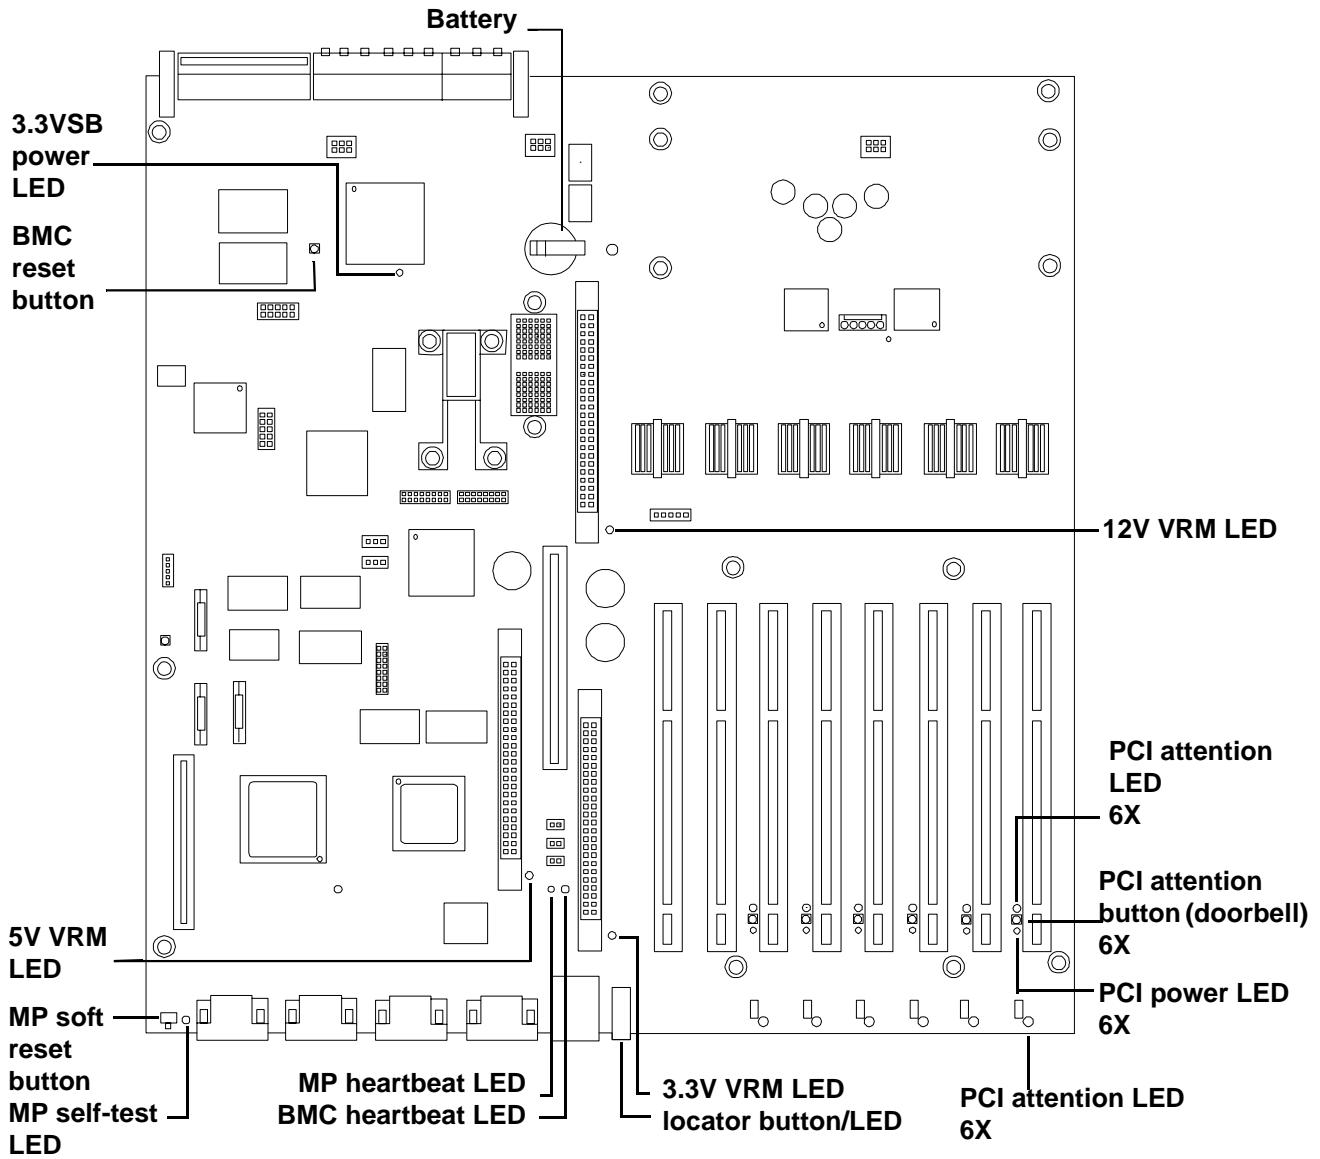 Battery
3.3VSB
power
LED
BMC
reset
button
12V VRM LED
PCI attention
LED
6X
PCI attention
button (doorbell)
6X
5V VRM
LED
PCI power LED
6X
MP soft
reset
button
MP self-test
LED
MP heartbeat LED
BMC heartbeat LED
3.3V VRM LED
locator button/LED
PCI attention LED
6X